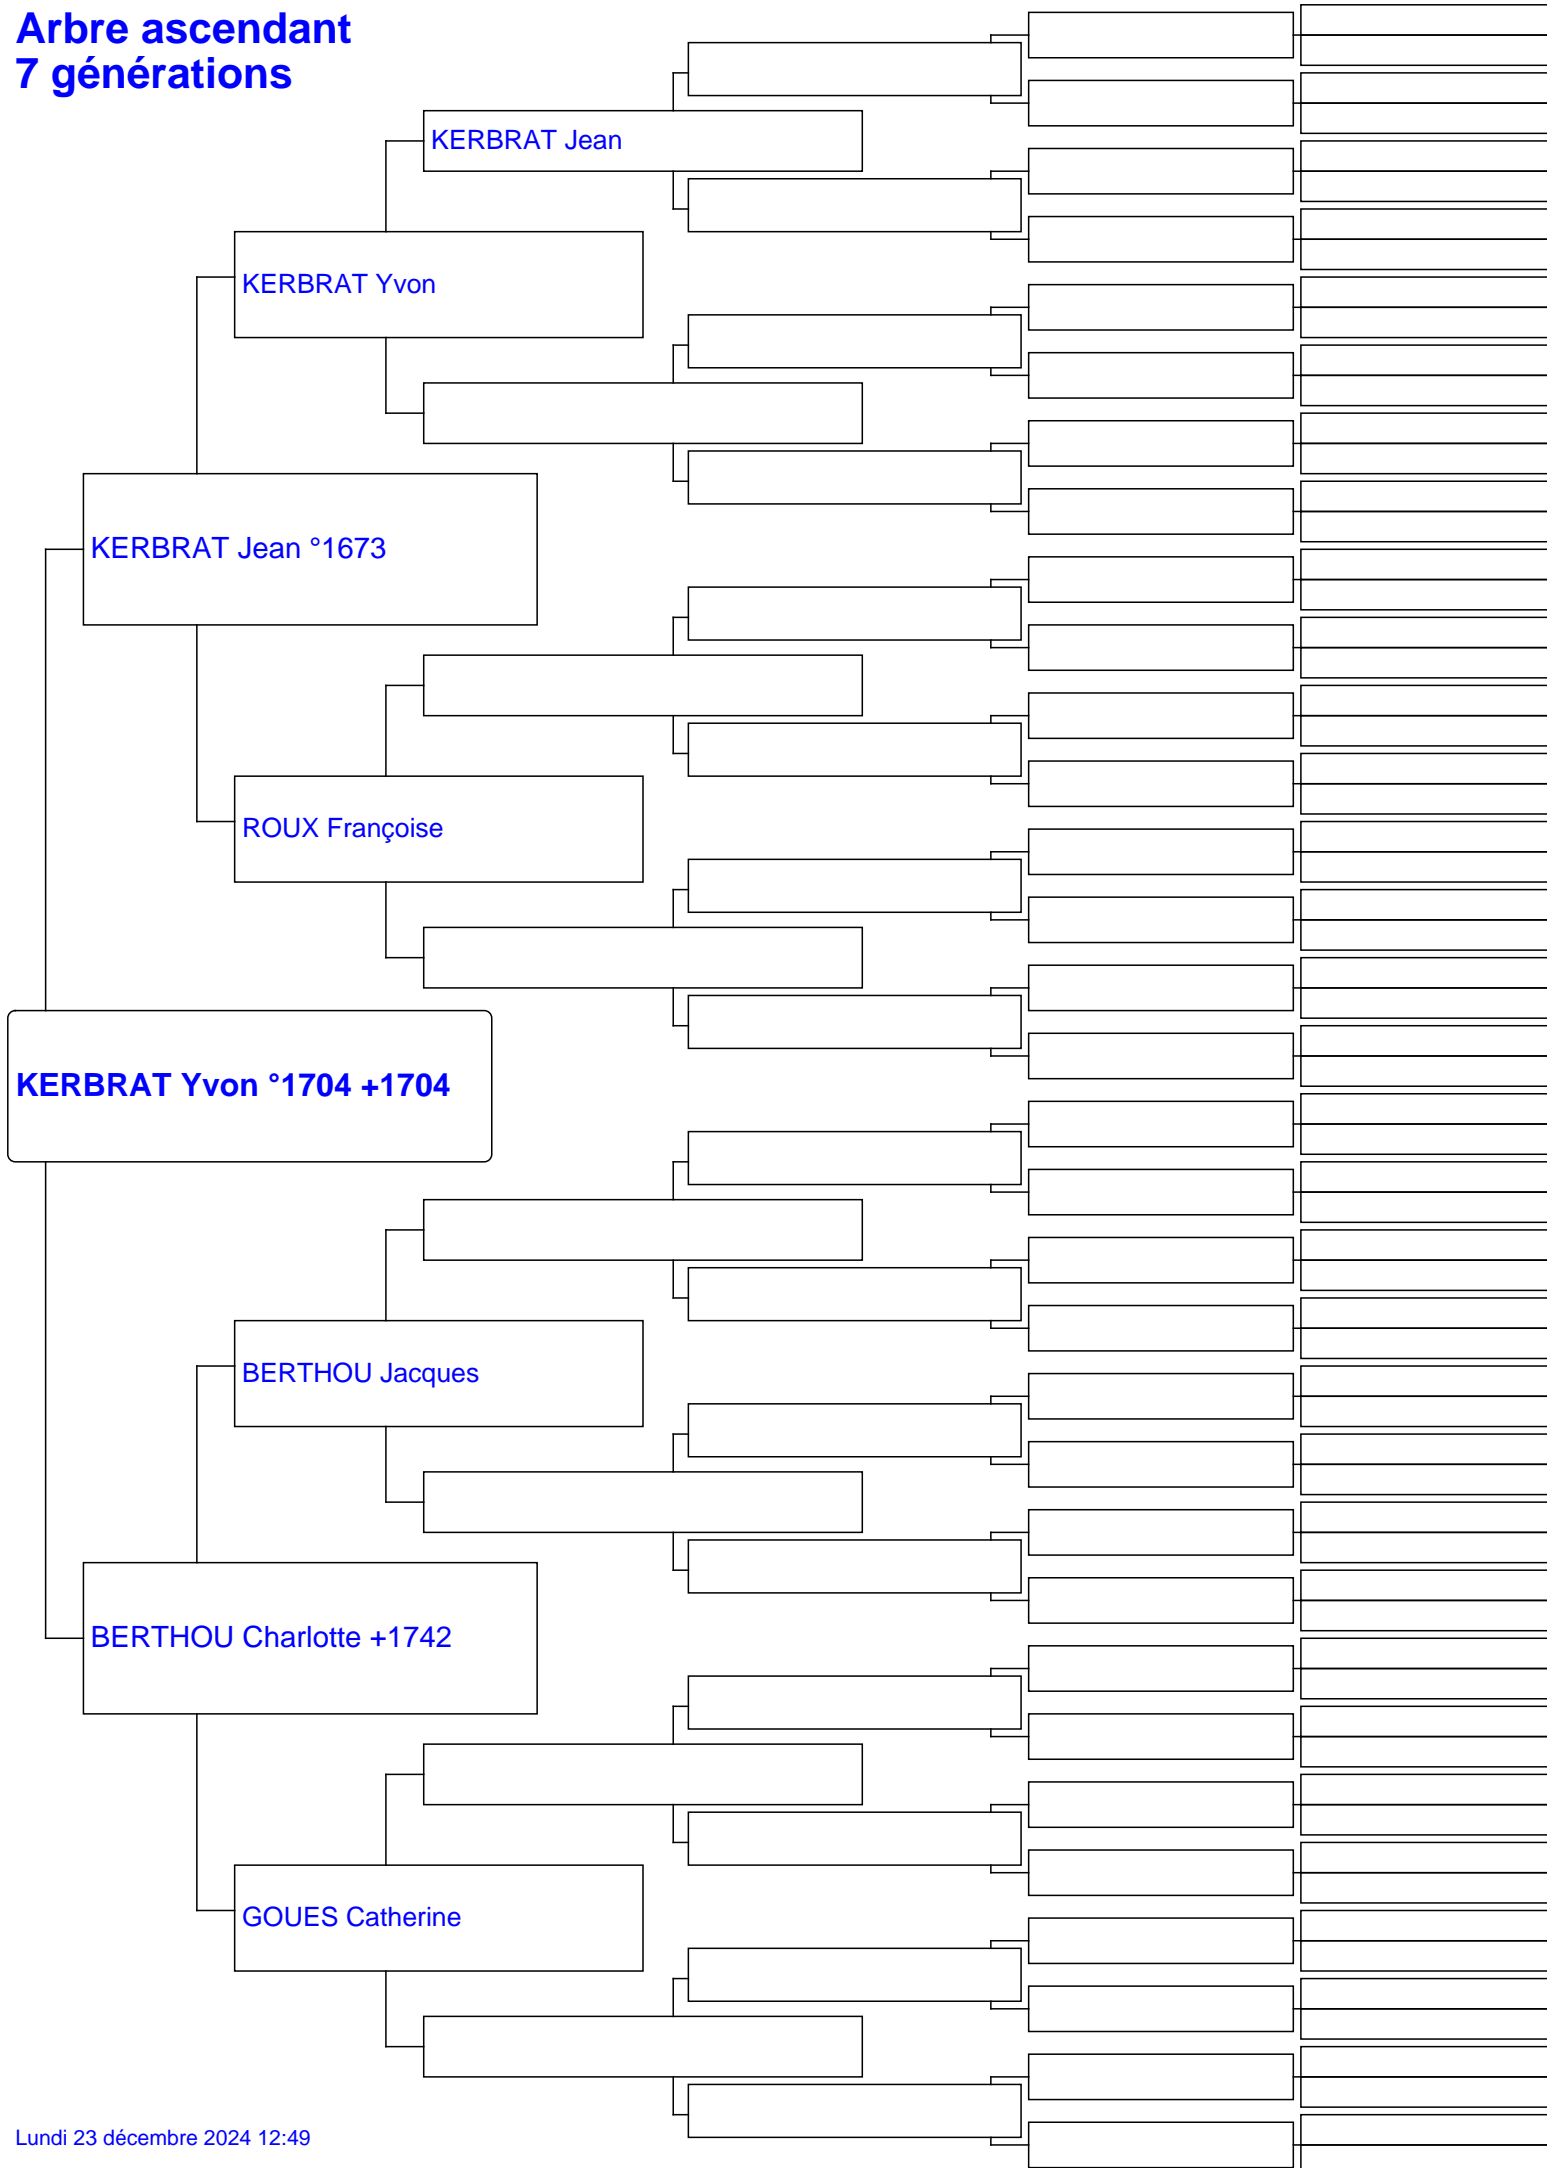 Arbre ascendant
7 générations
KERBRAT Jean
KERBRAT Yvon
KERBRAT Jean °1673
ROUX Françoise
KERBRAT Yvon °1704 +1704
BERTHOU Jacques
BERTHOU Charlotte +1742
GOUES Catherine
Lundi 23 décembre 2024 12:49